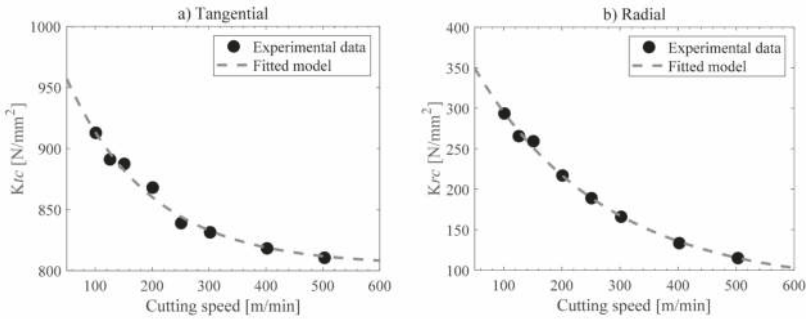 a) Tangential
1000
950
900
850
800
Ktc [N/mm²]
Experimental data
Fitted model
100 200 300 400 500 600
Cutting speed [m/min]
b) Radial
400
350
300
250
200
150
100
Krc [N/mm²]
Experimental data
Fitted model
100 200 300 400 500 600
Cutting speed [m/min]